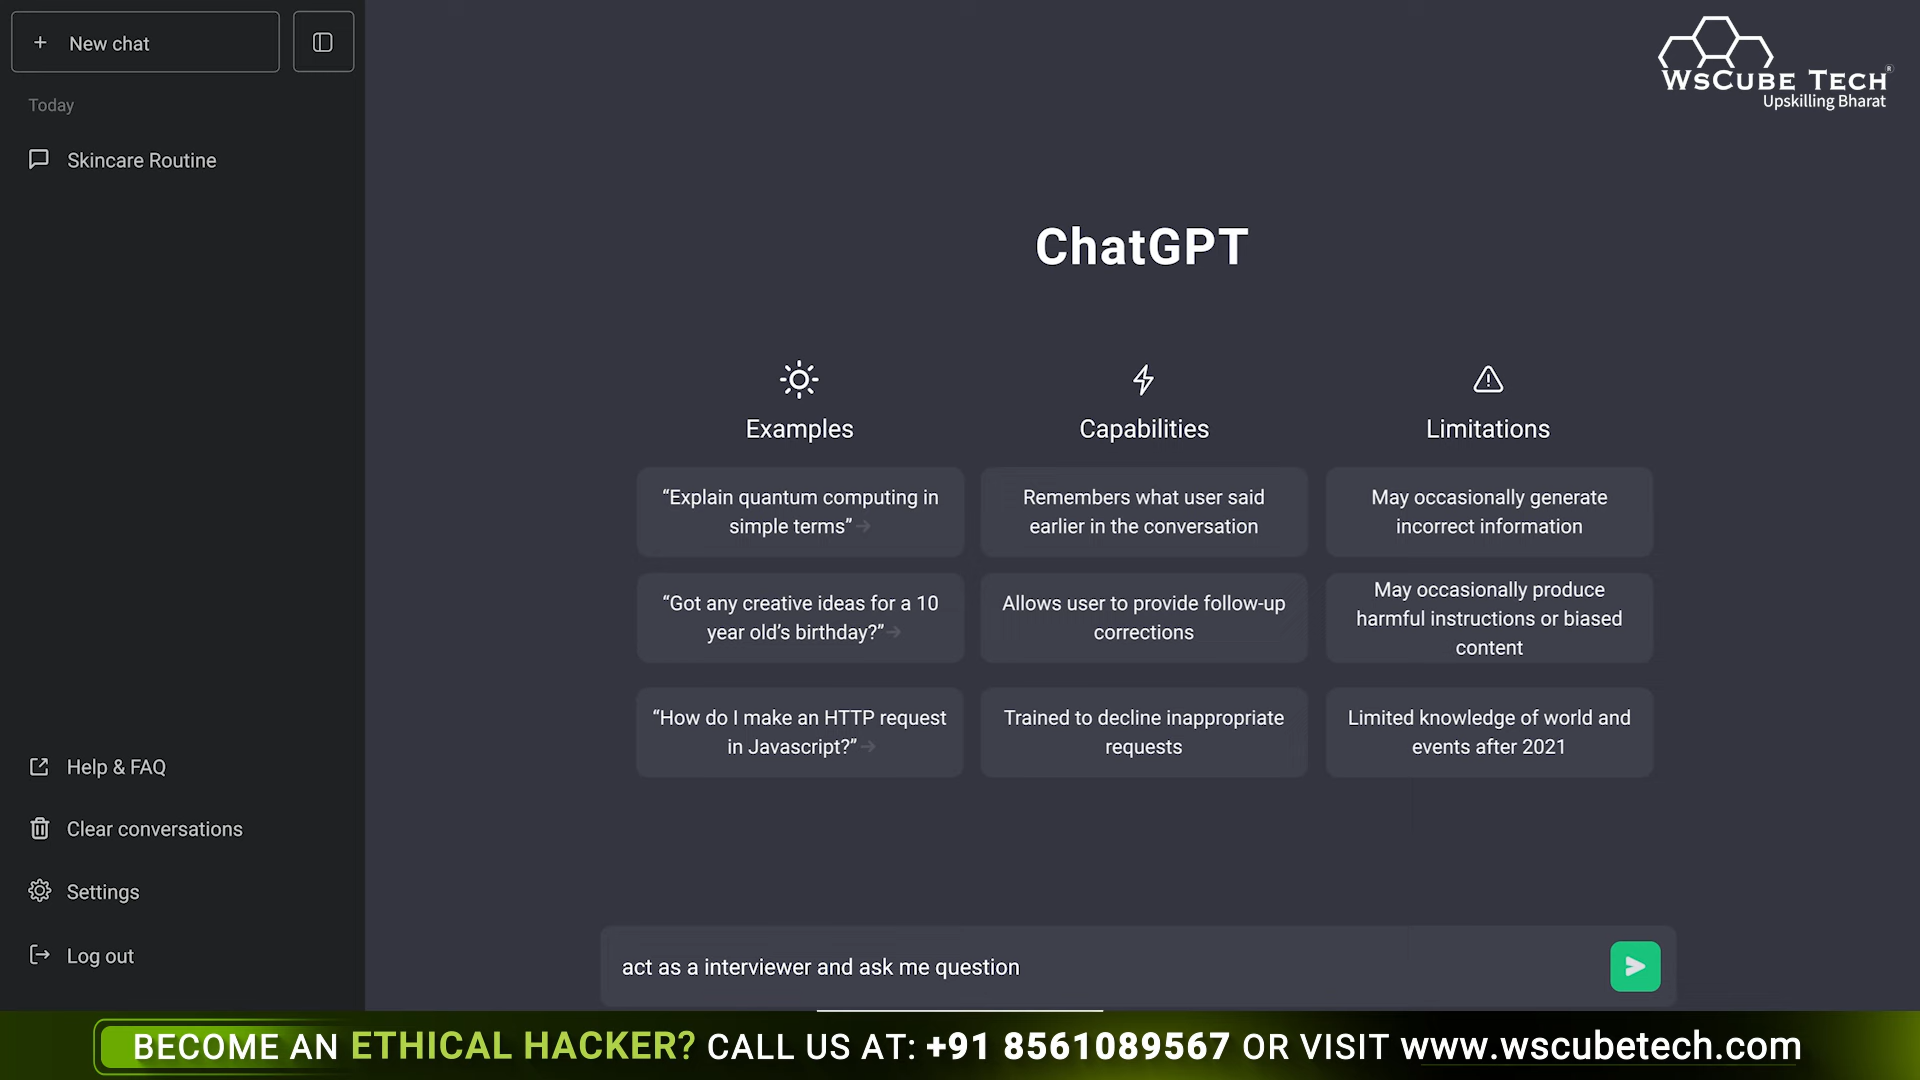 New chat
WsCube Tech®
Upskilling Bharat
Today
Skincare Routine
ChatGPT
Examples
Capabilities
Limitations
“Explain quantum computing in
simple terms”→
Remembers what user said
earlier in the conversation
May occasionally generate
incorrect information
“Got any creative ideas for a 10
year old’s birthday?”→
Allows user to provide follow-up
corrections
May occasionally produce
harmful instructions or biased
content
“How do I make an HTTP request
in Javascript?”→
Trained to decline inappropriate
requests
Limited knowledge of world and
events after 2021
Help & FAQ
Clear conversations
Settings
Log out
act as a interviewer and ask me question
BECOME AN ETHICAL HACKER? CALL US AT: +91 8561089567 OR VISIT www.wscubetech.com